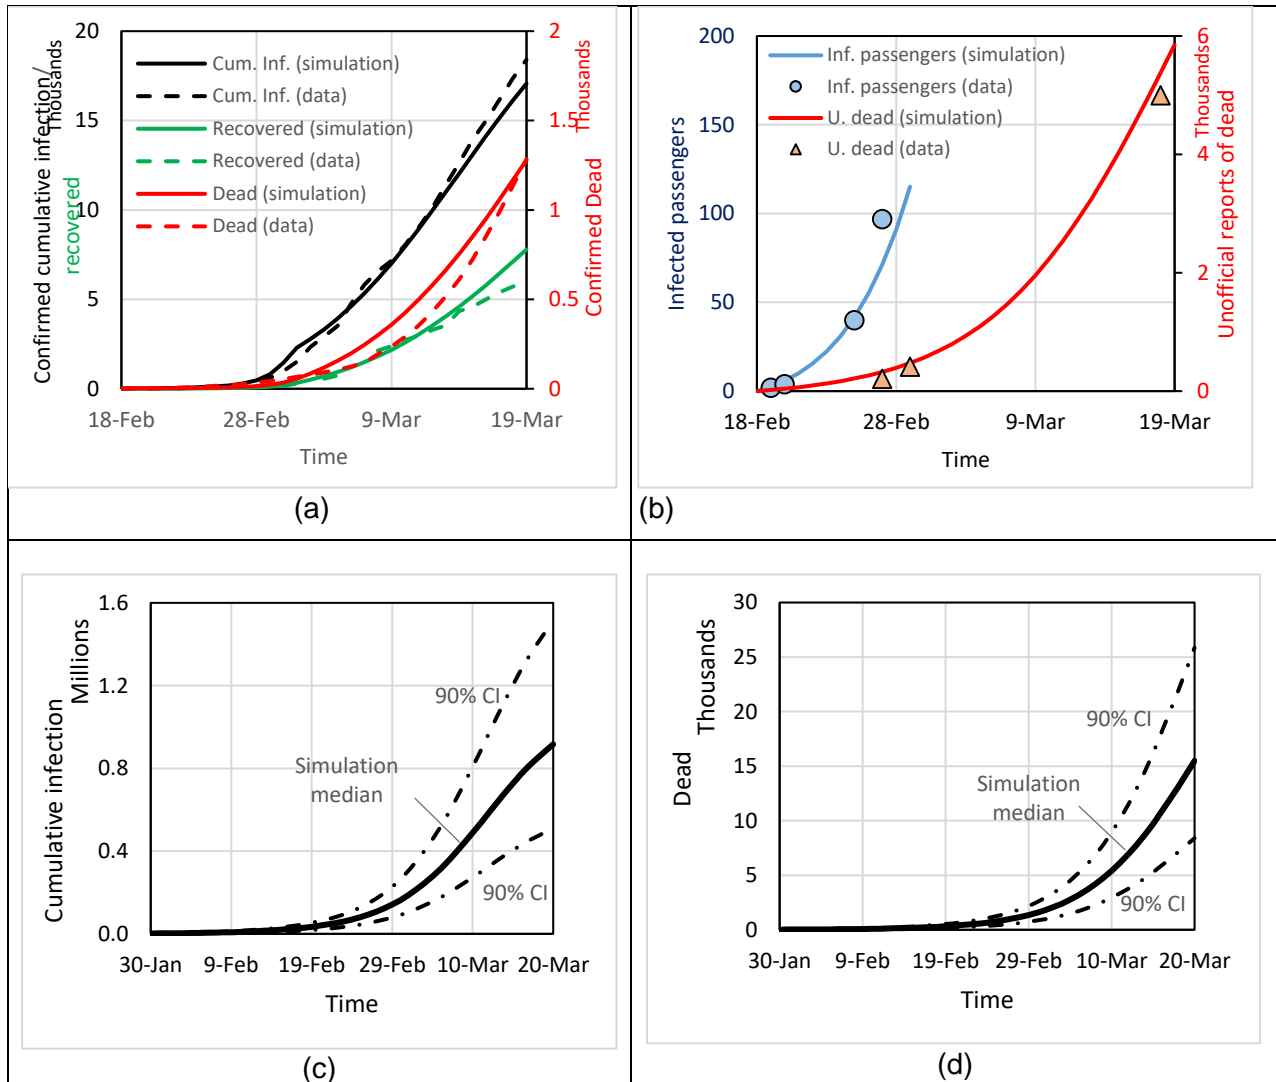 20
15
10
5
0
Confirmed cumulative infection/
recovered
Thousands
Cum. Inf. (simulation)
Cum. Inf. (data)
Recovered (simulation)
Recovered (data)
Dead (simulation)
Dead (data)
2
1.5
1
0.5
0
Thousands
Confirmed Dead
18-Feb
28-Feb
9-Mar
19-Mar
Time
(a)
200
150
100
50
0
Infected passengers
Inf. passengers (simulation)
Inf. passengers (data)
U. dead (simulation)
U. dead (data)
6
4
2
0
Thousands
Unofficial reports of dead
18-Feb
28-Feb
9-Mar
19-Mar
Time
(b)
1.6
1.2
0.8
0.4
0.0
Cumulative infection
Millions
90% CI
Simulation
median
90% CI
30-Jan
9-Feb
19-Feb
29-Feb
10-Mar
20-Mar
Time
(c)
30
25
20
15
10
5
0
Dead
Thousands
90% CI
Simulation
median
90% CI
30-Jan
9-Feb
19-Feb
29-Feb
10-Mar
20-Mar
Time
(d)